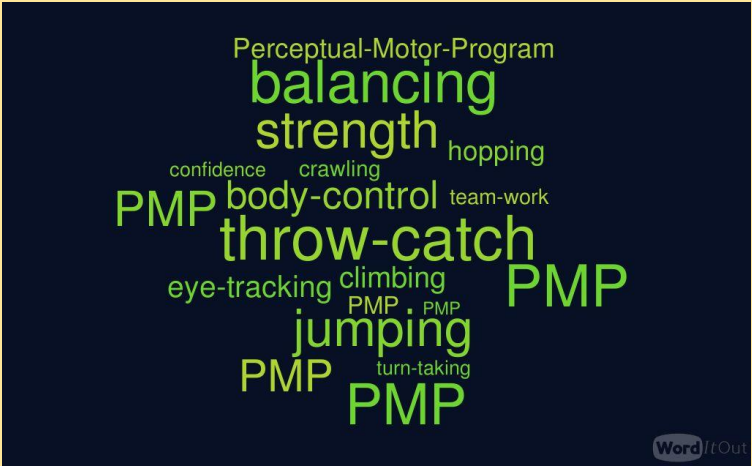 Perceptual-Motor-Program
balancing
strength
hopping
confidence crawling
PMP body-control team-work
throw-catch
eye-tracking climbing PMP
PMP PMP
jumping
PMP turn-taking
PMP
WordItOut